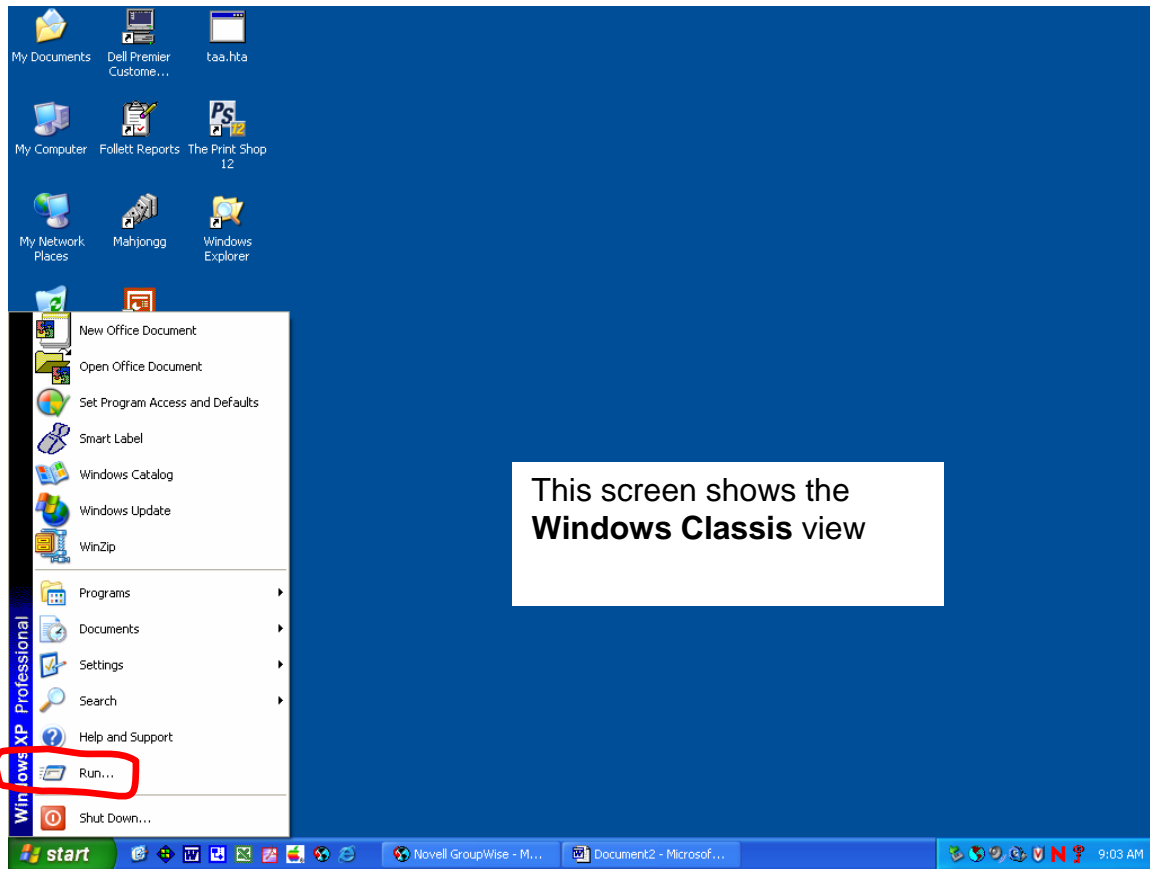 My Documents
Dell Premier
Custome...
taa.hta
My Computer
Follett Reports
The Print Shop
12
My Network
Places
Mahjongg
Windows
Explorer
New Office Document
Open Office Document
Set Program Access and Defaults
Smart Label
Windows Catalog
Windows Update
WinZip
Programs
Documents
Settings
Search
Help and Support
Run...
Shut Down...
Windows XP Professional
This screen shows the
Windows Classis view
start
Novell GroupWise - M...
Document2 - Microsof...
9:03 AM